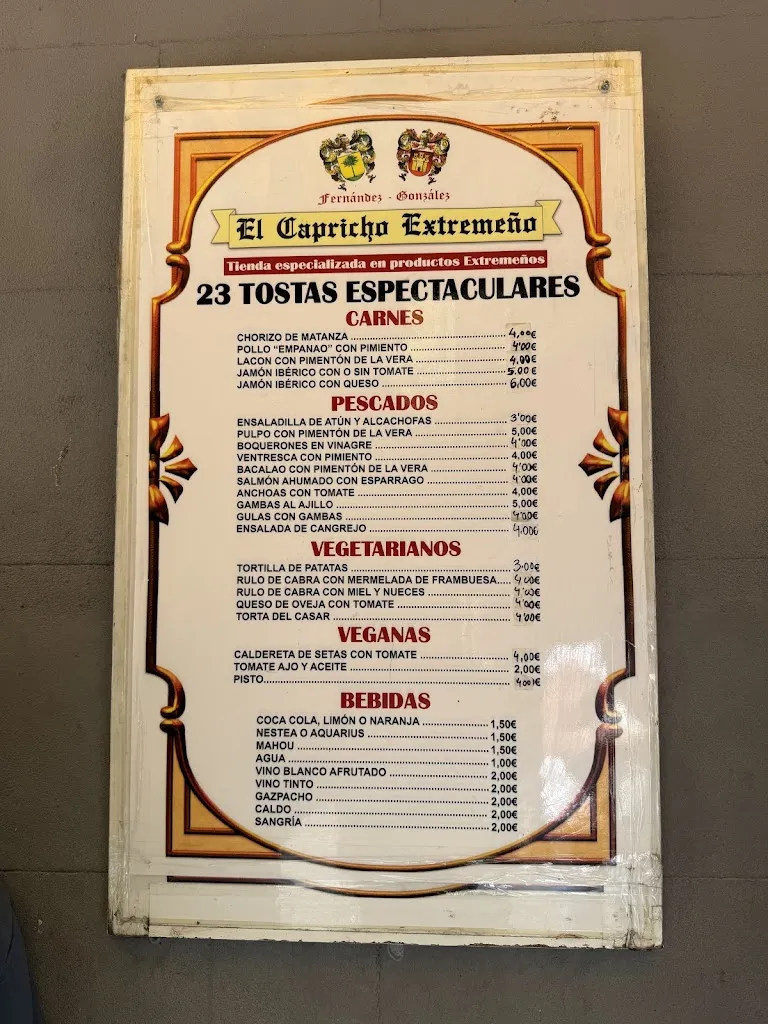 Fernández - González
El Capricho Extremeño
Tienda especializada en productos Extremeños
23 TOSTAS ESPECTACULARES
CARNES
CHORIZO DE MATANZA 4,00€
POLLO "EMPANAO" CON PIMIENTO 4'00€
LACON CON PIMENTÓN DE LA VERA 4,00€
JAMÓN IBÉRICO CON O SIN TOMATE 5.00€
JAMÓN IBÉRICO CON QUESO 6,00€
PESCADOS
ENSALADILLA DE ATÚN Y ALCACHOFAS 3'00€
PULPO CON PIMENTÓN DE LA VERA 5,00€
BOQUERONES EN VINAGRE 4'00€
VENTRESCA CON PIMIENTO 4,00€
BACALAO CON PIMENTÓN DE LA VERA 4'00€
SALMÓN AHUMADO CON ESPARRAGO 4'00€
ANCHOAS CON TOMATE 4,00€
GAMBAS AL AJILLO 5,00€
GULAS CON GAMBAS 4'00€
ENSALADA DE CANGREJO 4.00€
VEGETARIANOS
TORTILLA DE PATATAS 3.00€
RULO DE CABRA CON MERMELADA DE FRAMBUESA 4'00€
RULO DE CABRA CON MIEL Y NUECES 4'00€
QUESO DE OVEJA CON TOMATE 4'00€
TORTA DEL CASAR 4'00€
VEGANAS
CALDERETA DE SETAS CON TOMATE 4,00€
TOMATE AJO Y ACEITE 2,00€
PISTO 4'00€
BEBIDAS
COCA COLA, LIMÓN O NARANJA 1,50€
NESTEA O AQUARIUS 1,50€
MAHOU 1,50€
AGUA 1,00€
VINO BLANCO AFRUTADO 2,00€
VINO TINTO 2,00€
GAZPACHO 2,00€
CALDO 2,00€
SANGRÍA 2,00€